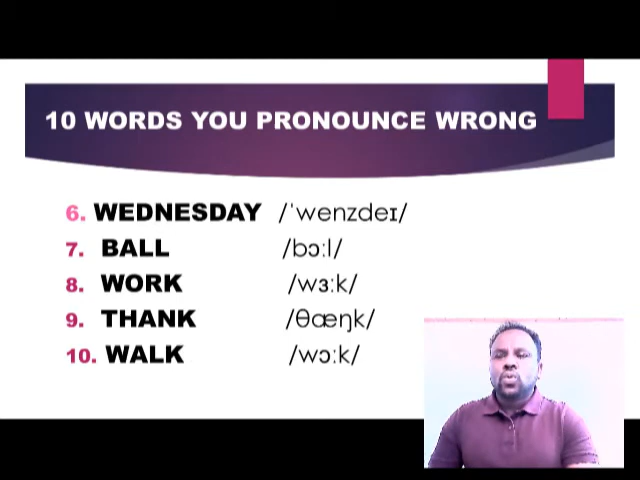 10 WORDS YOU PRONOUNCE WRONG
6. WEDNESDAY /ˈwenzdeɪ/
7. BALL /bɔːl/
8. WORK /wɜːk/
9. THANK /θæŋk/
10. WALK /wɔːk/